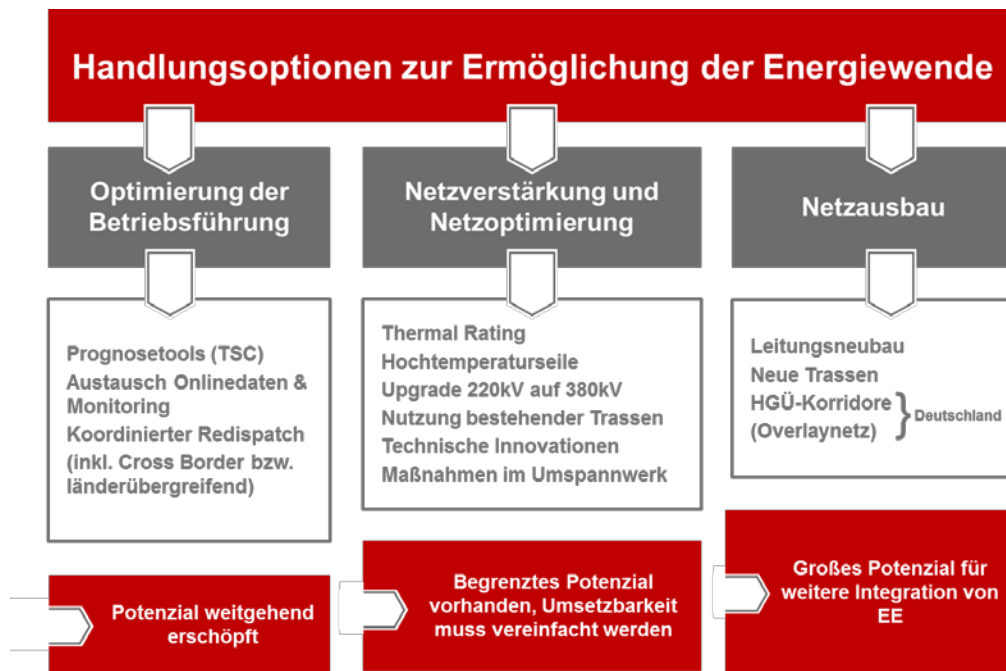 Handlungsoptionen zur Ermöglichung der Energiewende
Optimierung der
Betriebsführung
Prognosetools (TSC)
Austausch Onlinedaten &
Monitoring
Koordinierter Redispatch
(inkl. Cross Border bzw.
länderübergreifend)
Potenzial weitgehend
erschöpft
Netzverstärkung und
Netzoptimierung
Thermal Rating
Hochtemperaturseile
Upgrade 220kV auf 380kV
Nutzung bestehender Trassen
Technische Innovationen
Maßnahmen im Umspannwerk
Begrenztes Potenzial
vorhanden, Umsetzbarkeit
muss vereinfacht werden
Netzausbau
Leitungsneubau
Neue Trassen
HGÜ-Korridore
(Overlaynetz)
Deutschland
Großes Potenzial für
weitere Integration von
EE